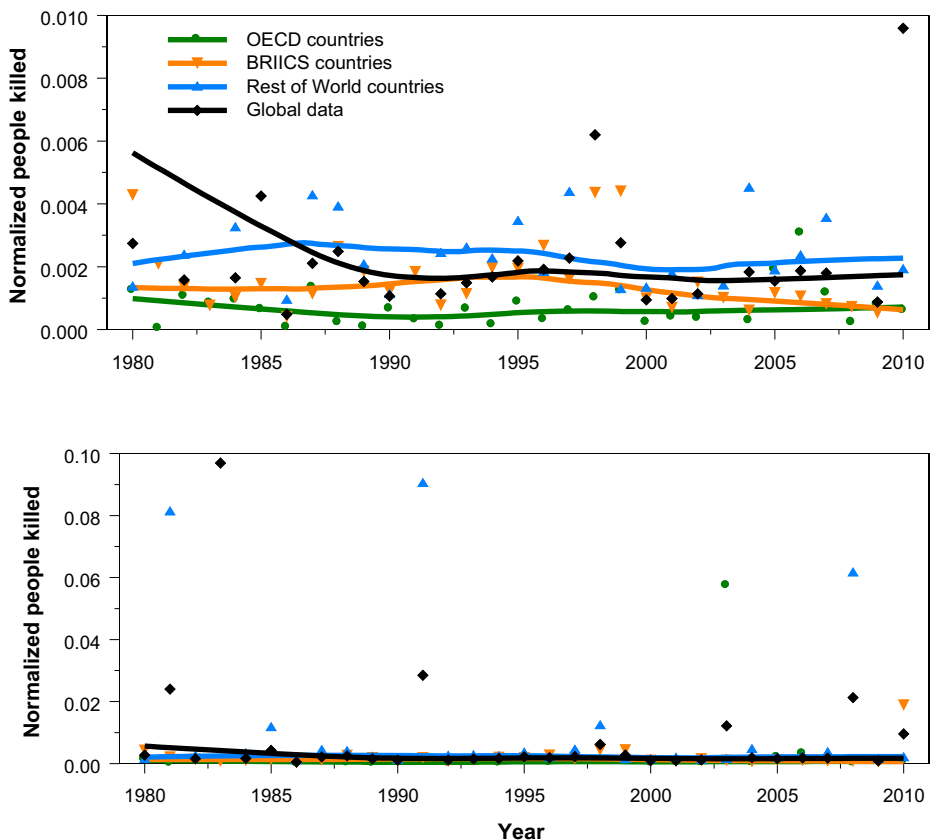 Normalized people killed
0.010
0.008
0.006
0.004
0.002
0.000
OECD countries
BRIICS countries
Rest of World countries
Global data
1980 1985 1990 1995 2000 2005 2010
Normalized people killed
0.10
0.08
0.06
0.04
0.02
0.00
1980 1985 1990 1995 2000 2005 2010
Year